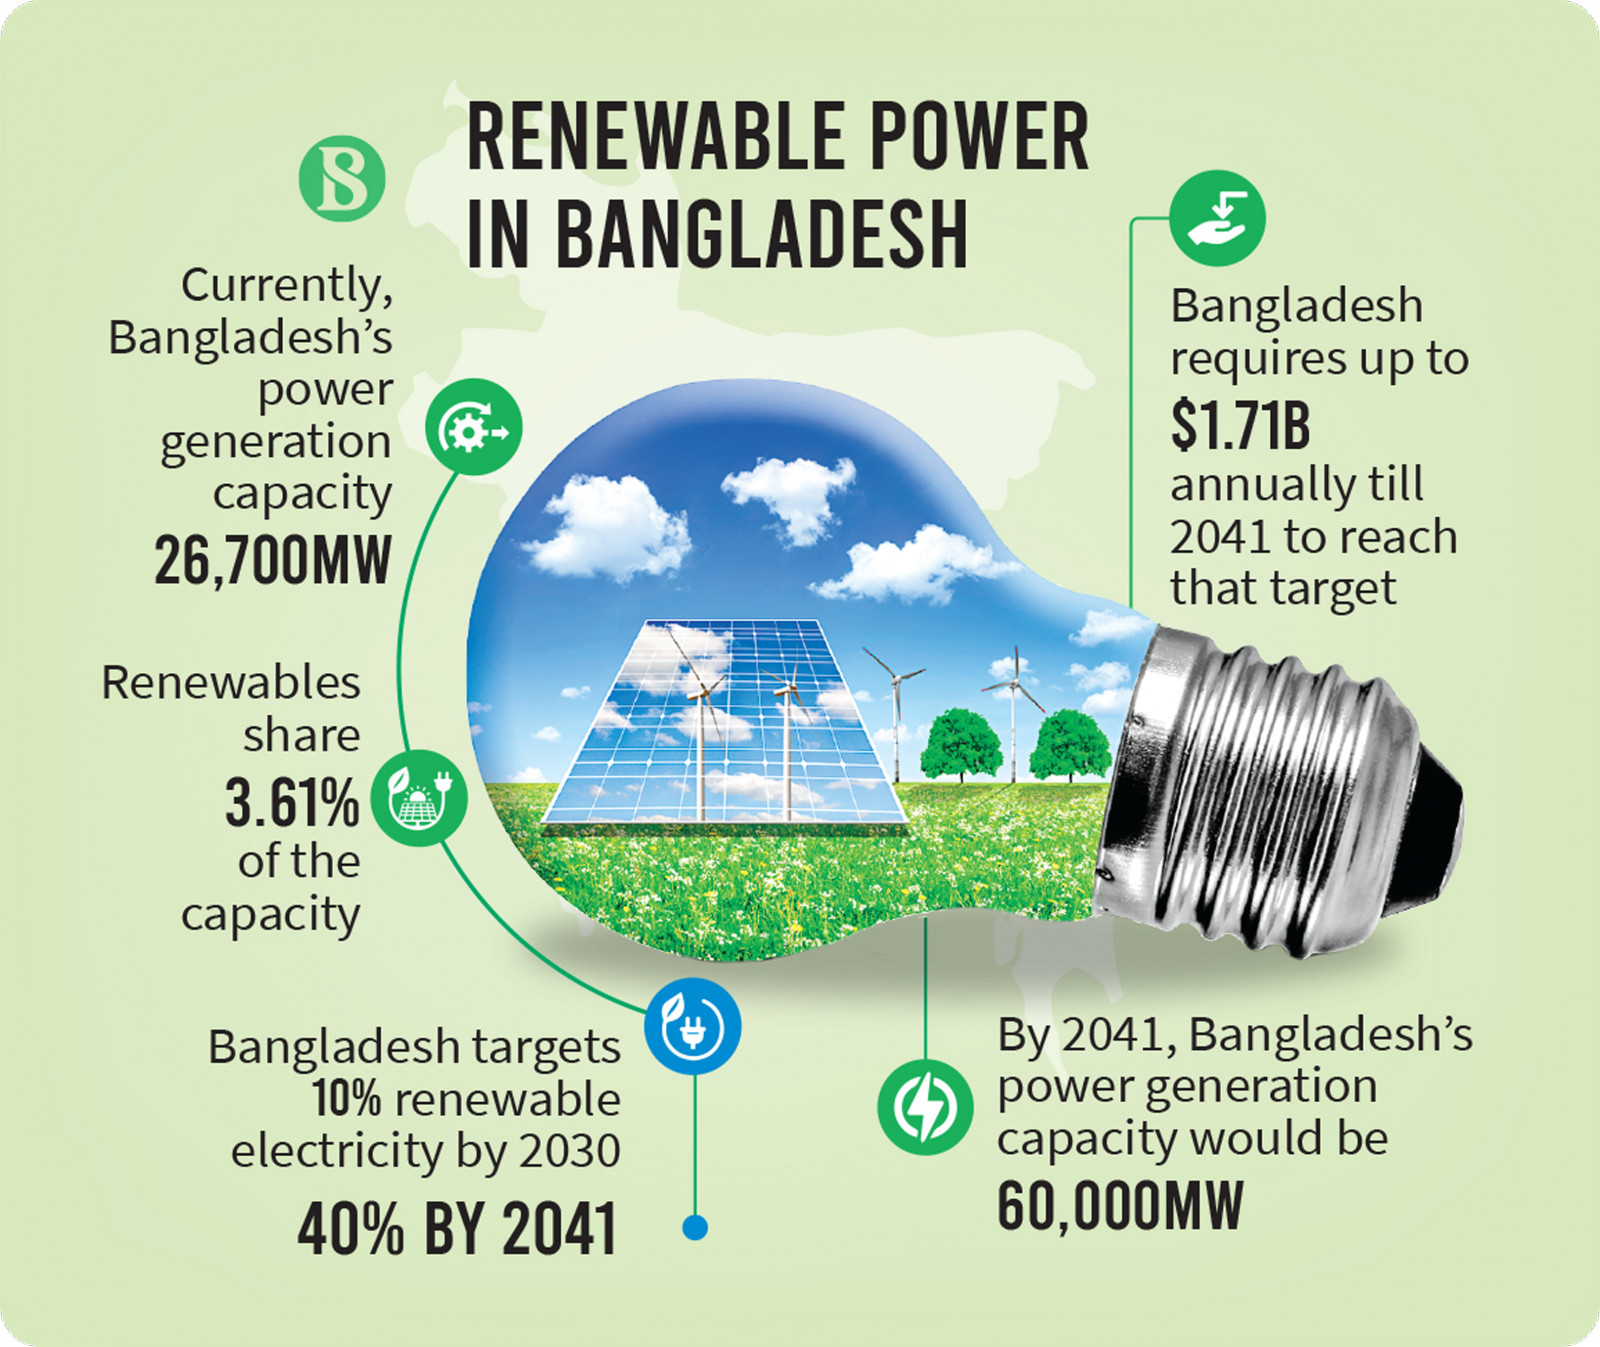 RENEWABLE POWER
IN BANGLADESH
B
Currently,
Bangladesh’s
power
generation
capacity
26,700MW
Renewables
share
3.61%
of the
capacity
Bangladesh targets
10% renewable
electricity by 2030
40% BY 2041
Bangladesh
requires up to
$1.71B
annually till
2041 to reach
that target
By 2041, Bangladesh’s
power generation
capacity would be
60,000MW